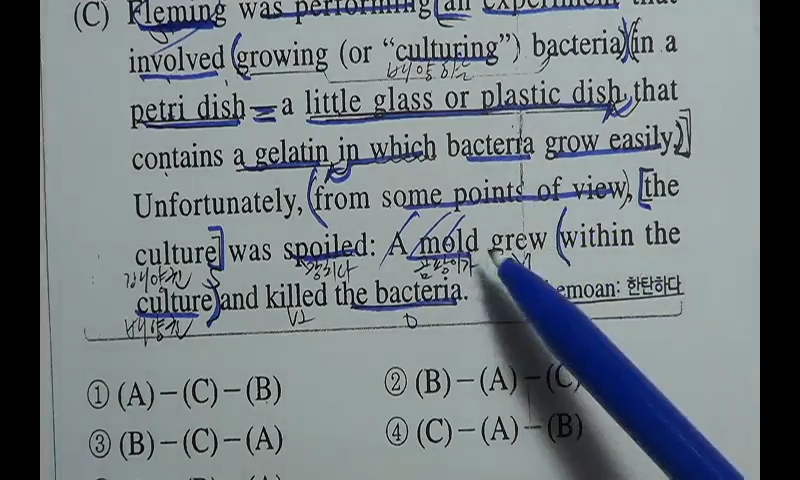 (C) Fleming was performing an experiment that
involved growing (or “culturing”) bacteria in a
배양하는
petri dish – a little glass or plastic dish that
contains a gelatin in which bacteria grow easily.
Unfortunately, from some points of view, the
culture was spoiled: A mold grew within the
망치다 곰팡이가
culture and killed the bacteria. bemoan: 한탄하다
V2 O
① (A)－(C)－(B) ② (B)－(A)－(C)
③ (B)－(C)－(A) ④ (C)－(A)－(B)